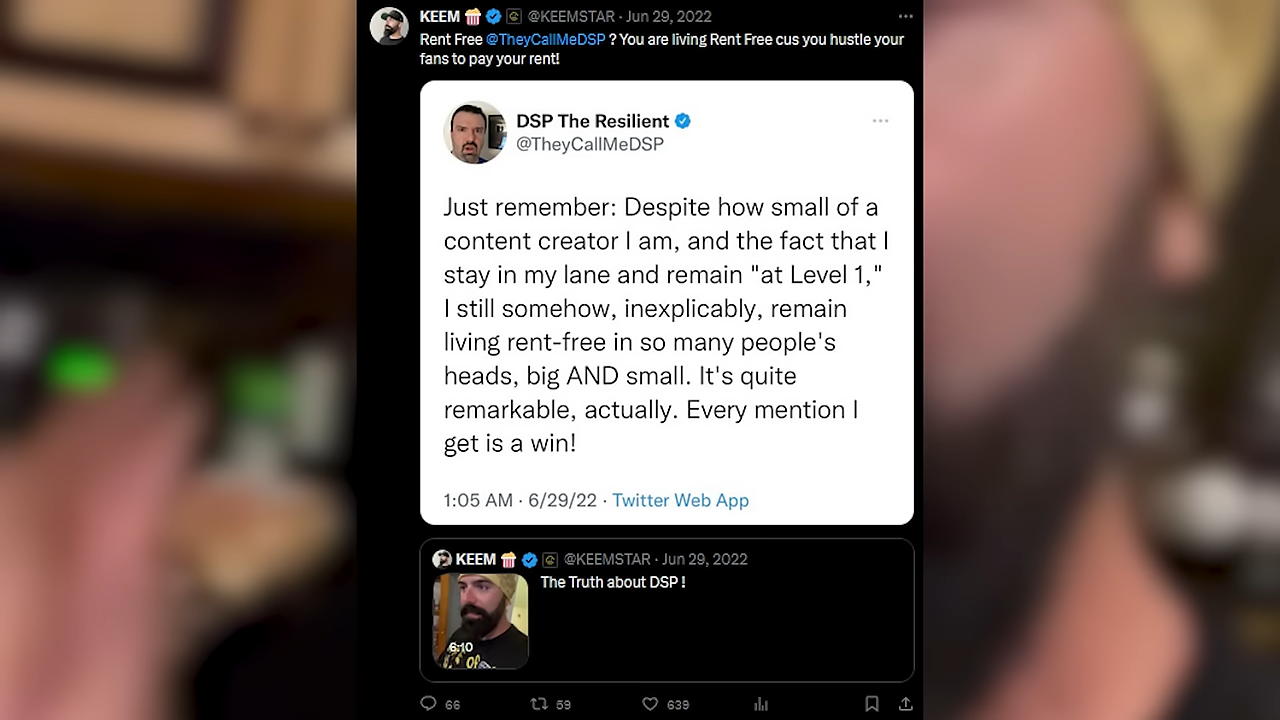 KEEM 🍿 @KEEMSTAR · Jun 29, 2022
Rent Free @TheyCallMeDSP ? You are living Rent Free cus you hustle your
fans to pay your rent!
DSP The Resilient
@TheyCallMeDSP
Just remember: Despite how small of a
content creator I am, and the fact that I
stay in my lane and remain "at Level 1,"
I still somehow, inexplicably, remain
living rent-free in so many people's
heads, big AND small. It's quite
remarkable, actually. Every mention I
get is a win!
1:05 AM · 6/29/22 · Twitter Web App
KEEM 🍿 @KEEMSTAR · Jun 29, 2022
The Truth about DSP !
6:10
66 59 639